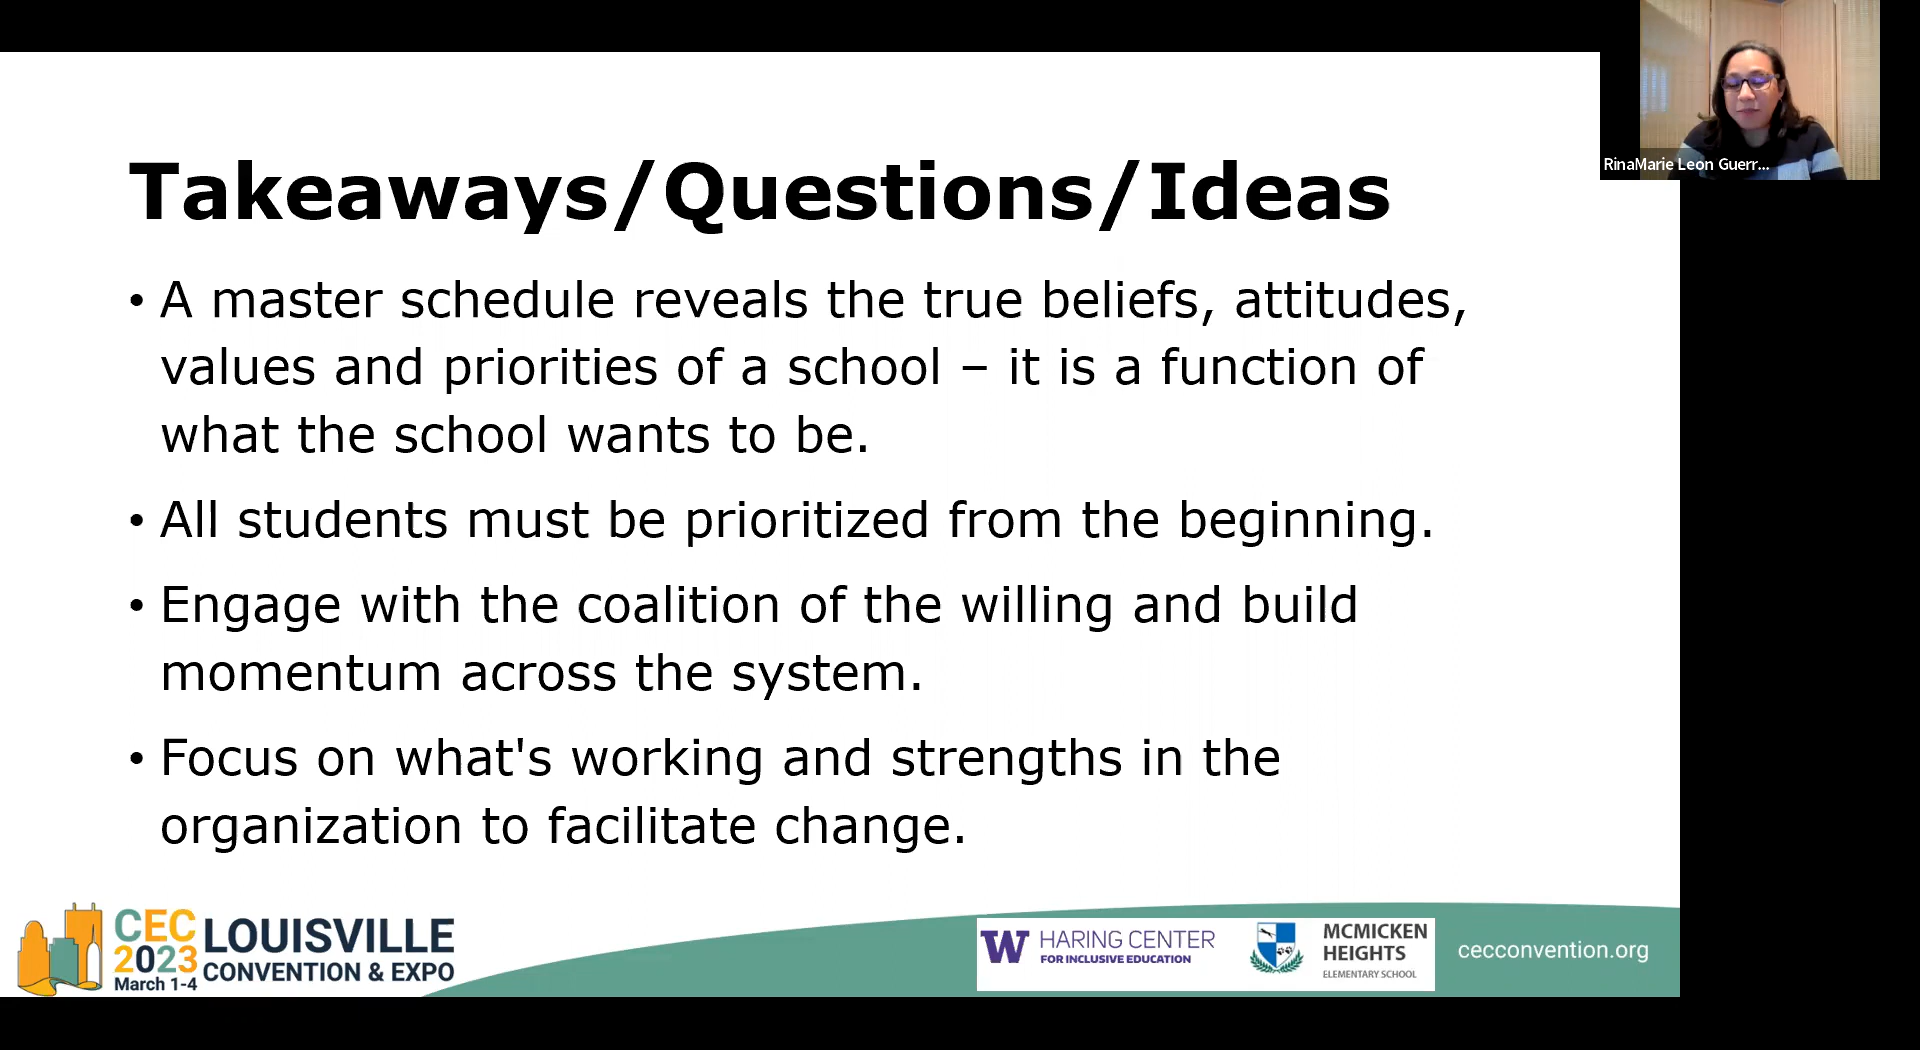 RinaMarie Leon Guerr...
Takeaways/Questions/Ideas
• A master schedule reveals the true beliefs, attitudes,
values and priorities of a school – it is a function of
what the school wants to be.
• All students must be prioritized from the beginning.
• Engage with the coalition of the willing and build
momentum across the system.
• Focus on what's working and strengths in the
organization to facilitate change.
CEC
2023
March 1-4
LOUISVILLE
CONVENTION & EXPO
W
HARING CENTER
FOR INCLUSIVE EDUCATION
MCMICKEN
HEIGHTS
ELEMENTARY SCHOOL
cecconvention.org